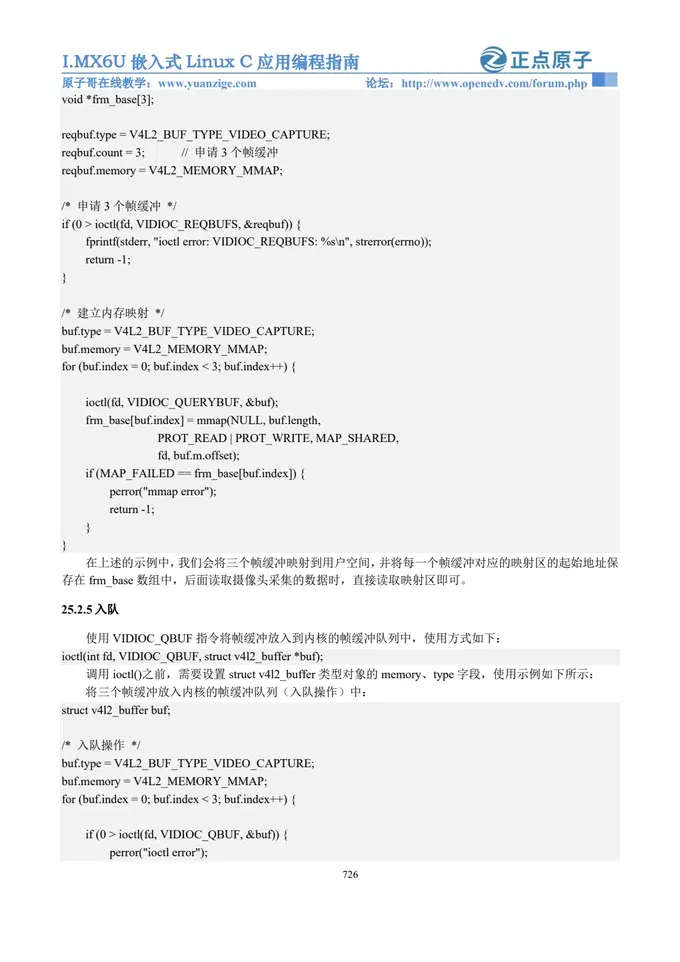 I.MX6U 嵌入式 Linux C 应用编程指南
正点原子
原子哥在线教学：www.yuanzige.com 论坛：http://www.openedv.com/forum.php
void *frm_base[3];
reqbuf.type = V4L2_BUF_TYPE_VIDEO_CAPTURE;
reqbuf.count = 3; // 申请 3 个帧缓冲
reqbuf.memory = V4L2_MEMORY_MMAP;
/* 申请 3 个帧缓冲 */
if (0 > ioctl(fd, VIDIOC_REQBUFS, &reqbuf)) {
fprintf(stderr, "ioctl error: VIDIOC_REQBUFS: %s\n", strerror(errno));
return -1;
}
/* 建立内存映射 */
buf.type = V4L2_BUF_TYPE_VIDEO_CAPTURE;
buf.memory = V4L2_MEMORY_MMAP;
for (buf.index = 0; buf.index < 3; buf.index++) {
ioctl(fd, VIDIOC_QUERYBUF, &buf);
frm_base[buf.index] = mmap(NULL, buf.length,
PROT_READ | PROT_WRITE, MAP_SHARED,
fd, buf.m.offset);
if (MAP_FAILED == frm_base[buf.index]) {
perror("mmap error");
return -1;
}
}
在上述的示例中，我们会将三个帧缓冲映射到用户空间，并将每一个帧缓冲对应的映射区的起始地址保
存在 frm_base 数组中，后面读取摄像头采集的数据时，直接读取映射区即可。
25.2.5 入队
使用 VIDIOC_QBUF 指令将帧缓冲放入到内核的帧缓冲队列中，使用方式如下：
ioctl(int fd, VIDIOC_QBUF, struct v4l2_buffer *buf);
调用 ioctl()之前，需要设置 struct v4l2_buffer 类型对象的 memory、type 字段，使用示例如下所示：
将三个帧缓冲放入内核的帧缓冲队列（入队操作）中：
struct v4l2_buffer buf;
/* 入队操作 */
buf.type = V4L2_BUF_TYPE_VIDEO_CAPTURE;
buf.memory = V4L2_MEMORY_MMAP;
for (buf.index = 0; buf.index < 3; buf.index++) {
if (0 > ioctl(fd, VIDIOC_QBUF, &buf)) {
perror("ioctl error");
726